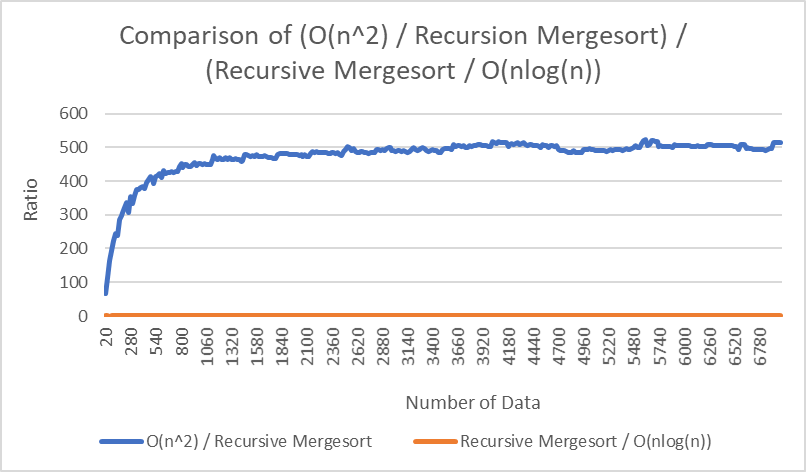 Comparison of (O(n^2) / Recursion Mergesort) /
(Recursive Mergesort / O(nlog(n))
600
500
400
300
200
100
0
Ratio
20 280 540 800 1060 1320 1580 1840 2100 2360 2620 2880 3140 3400 3660 3920 4180 4440 4700 4960 5220 5480 5740 6000 6260 6520 6780
Number of Data
O(n^2) / Recursive Mergesort Recursive Mergesort / O(nlog(n))